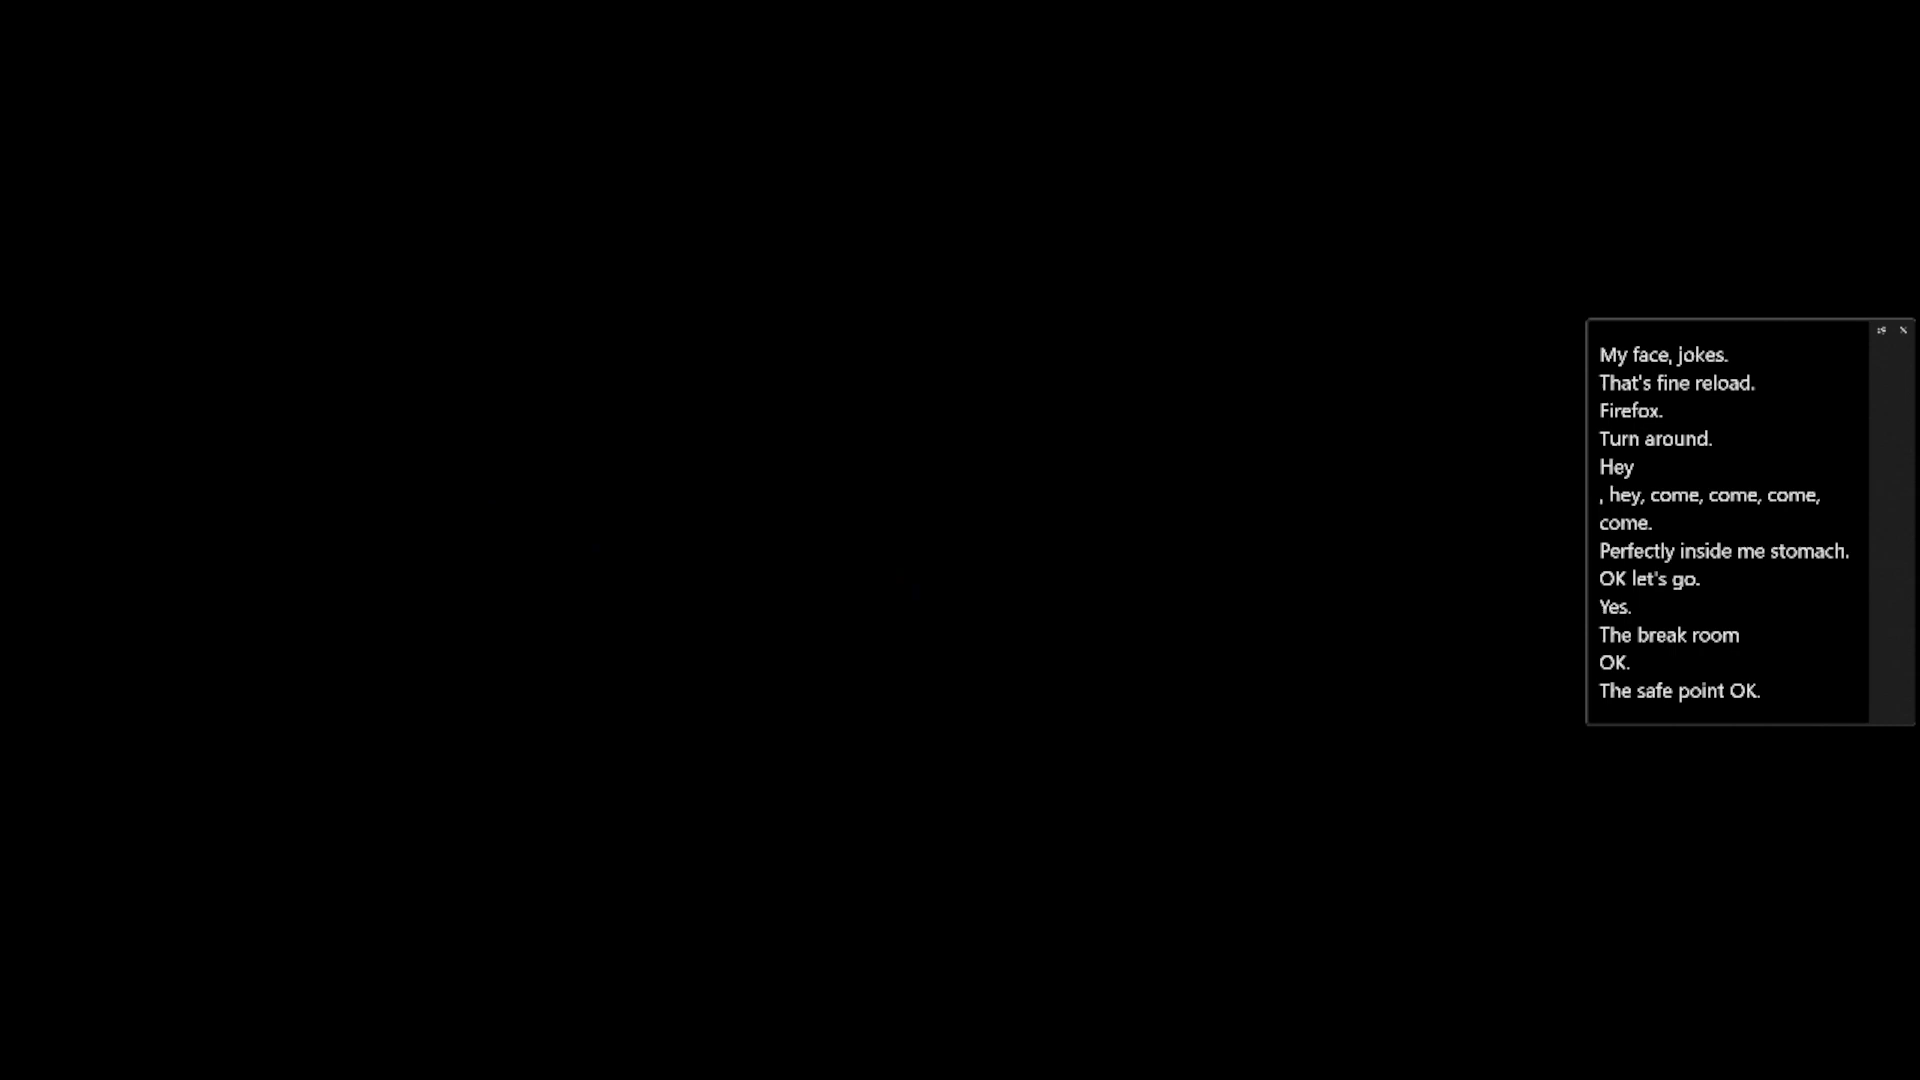 My face, jokes.
That's fine reload.
Firefox.
Turn around.
Hey
, hey, come, come, come,
come.
Perfectly inside me stomach.
OK let's go.
Yes.
The break room
OK.
The safe point OK.